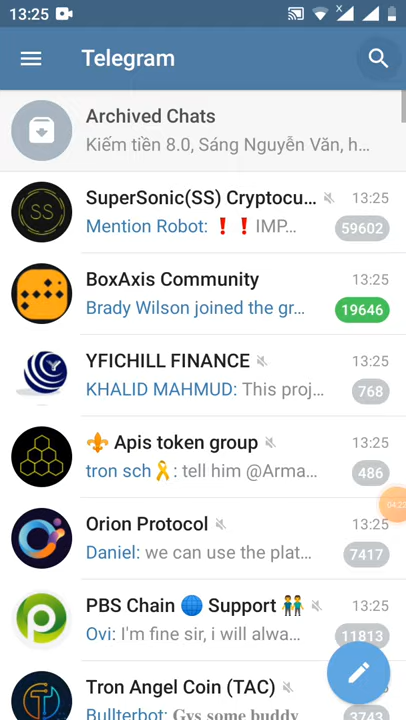 13:25
Telegram
Archived Chats
Kiếm tiền 8.0, Sáng Nguyễn Văn, h...
SS
SuperSonic(SS) Cryptocu... 13:25
Mention Robot: ❗❗ IMP... 59602
BoxAxis Community 13:25
Brady Wilson joined the gr... 19646
YFICHILL FINANCE 13:25
KHALID MAHMUD: This proj... 768
⚜️ Apis token group 13:25
tron sch🎗️: tell him @Arma... 486
Orion Protocol 13:25
Daniel: we can use the plat... 7417
PBS Chain 🌐 Support 👬 13:25
Ovi: I'm fine sir, i will alwa... 11813
Tron Angel Coin (TAC) 13:25
Bullterbot: Gys some buddy 3743